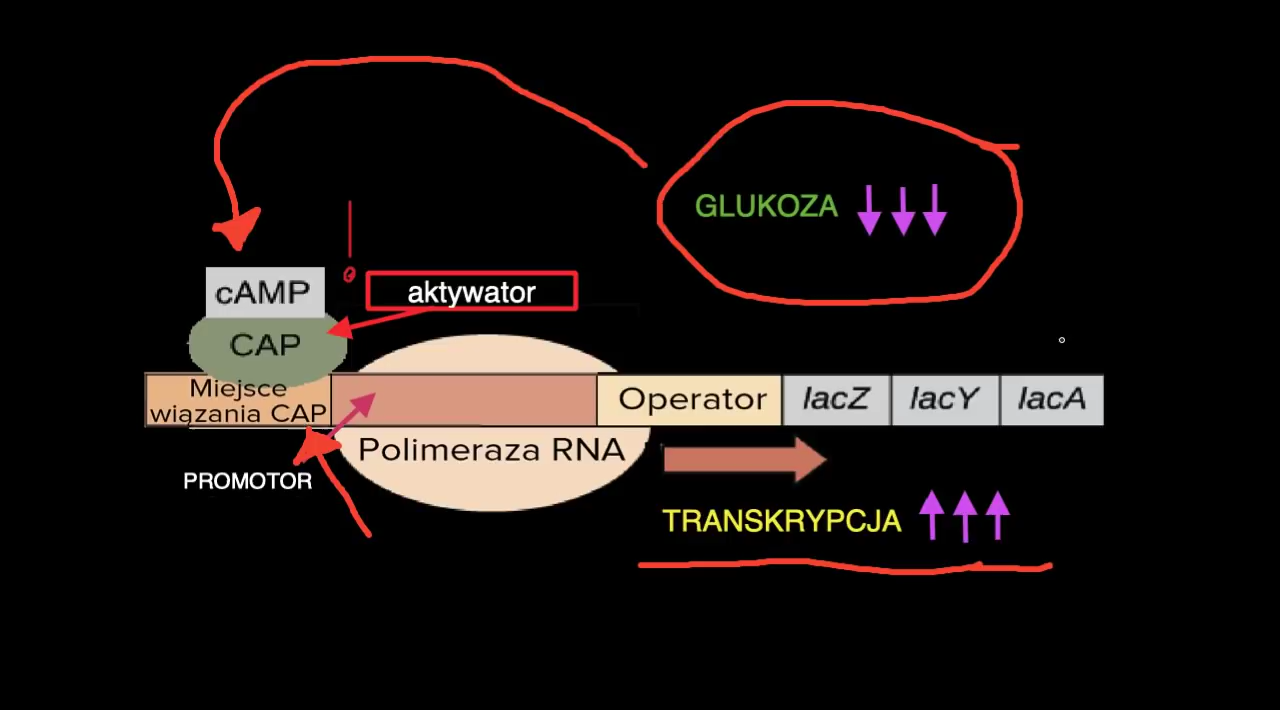 GLUKOZA
cAMP
aktywator
CAP
Miejsce
wiązania CAP
Operator
lacZ
lacY
lacA
Polimeraza RNA
PROMOTOR
TRANSKRYPCJA